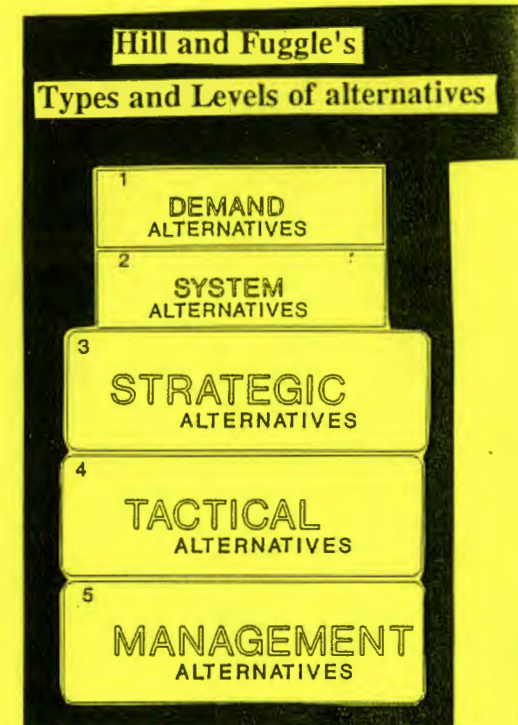 Hill and Fuggle's
Types and Levels of alternatives
1
DEMAND
ALTERNATIVES
2
SYSTEM
ALTERNATIVES
3
STRATEGIC
ALTERNATIVES
4
TACTICAL
ALTERNATIVES
5
MANAGEMENT
ALTERNATIVES